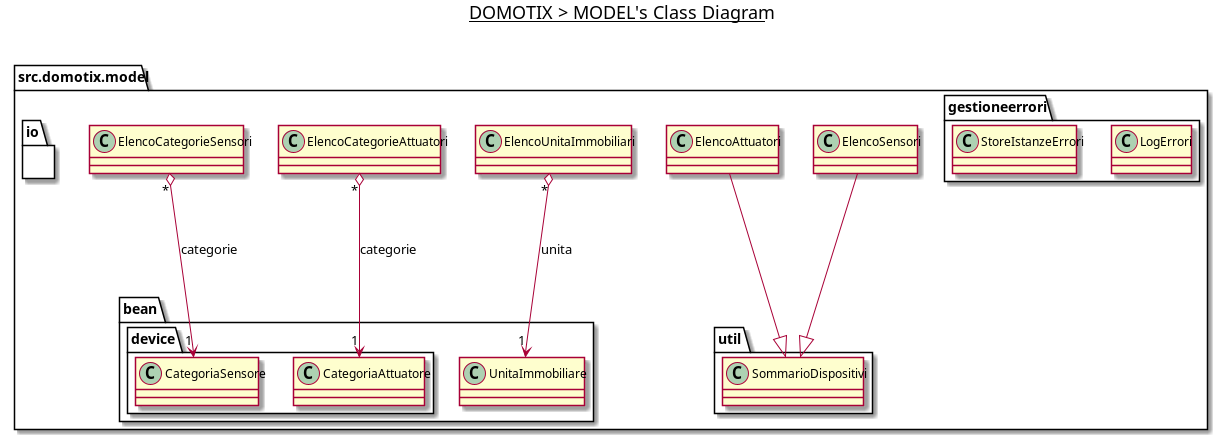 DOMOTIX > MODEL's Class Diagram
src.domotix.model
io
C ElencoCategorieSensori
C ElencoCategorieAttuatori
C ElencoUnitaImmobiliari
C ElencoAttuatori
C ElencoSensori
gestioneerrori
C StoreIstanzeErrori
C LogErrori
*
*
*
categorie
categorie
unita
bean
device
1
1
1
C CategoriaSensore
C CategoriaAttuatore
C UnitaImmobiliare
util
C SommarioDispositivi